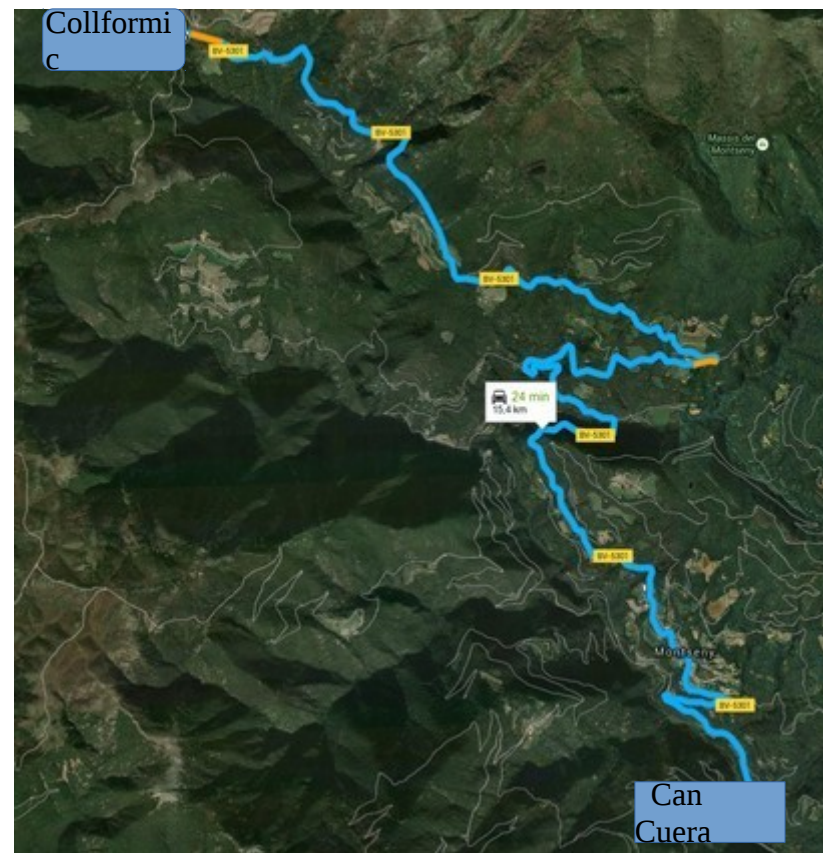 Collformi
c
BV-5301
BV-5301
Massís del
Montseny
BV-5301
24 min
15,4 km
BV-5301
BV-5301
Montseny
BV-5301
Can
Cuera